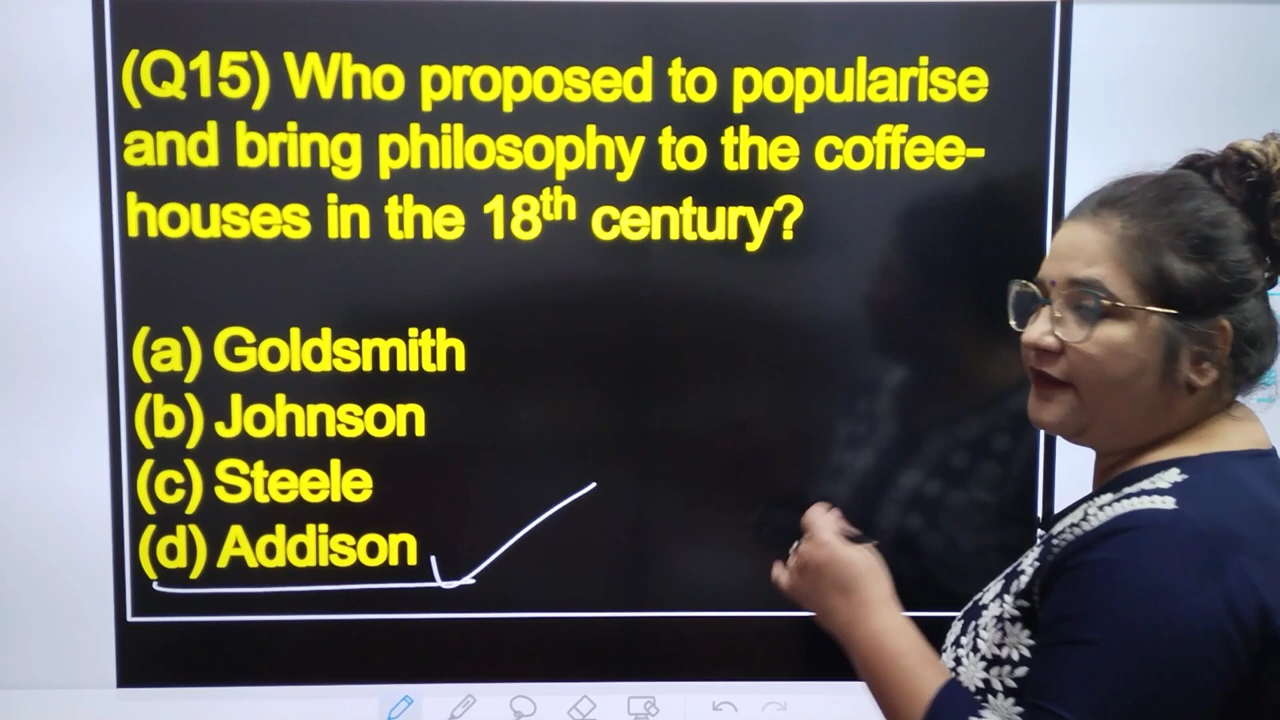 (Q15) Who proposed to popularise
and bring philosophy to the coffee-
houses in the 18th century?
(a) Goldsmith
(b) Johnson
(c) Steele
(d) Addison